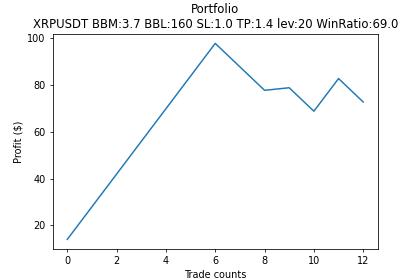 Portfolio
XRPUSDT BBM:3.7 BBL:160 SL:1.0 TP:1.4 lev:20 WinRatio:69.0
100
80
60
40
20
Profit ($)
0 2 4 6 8 10 12
Trade counts